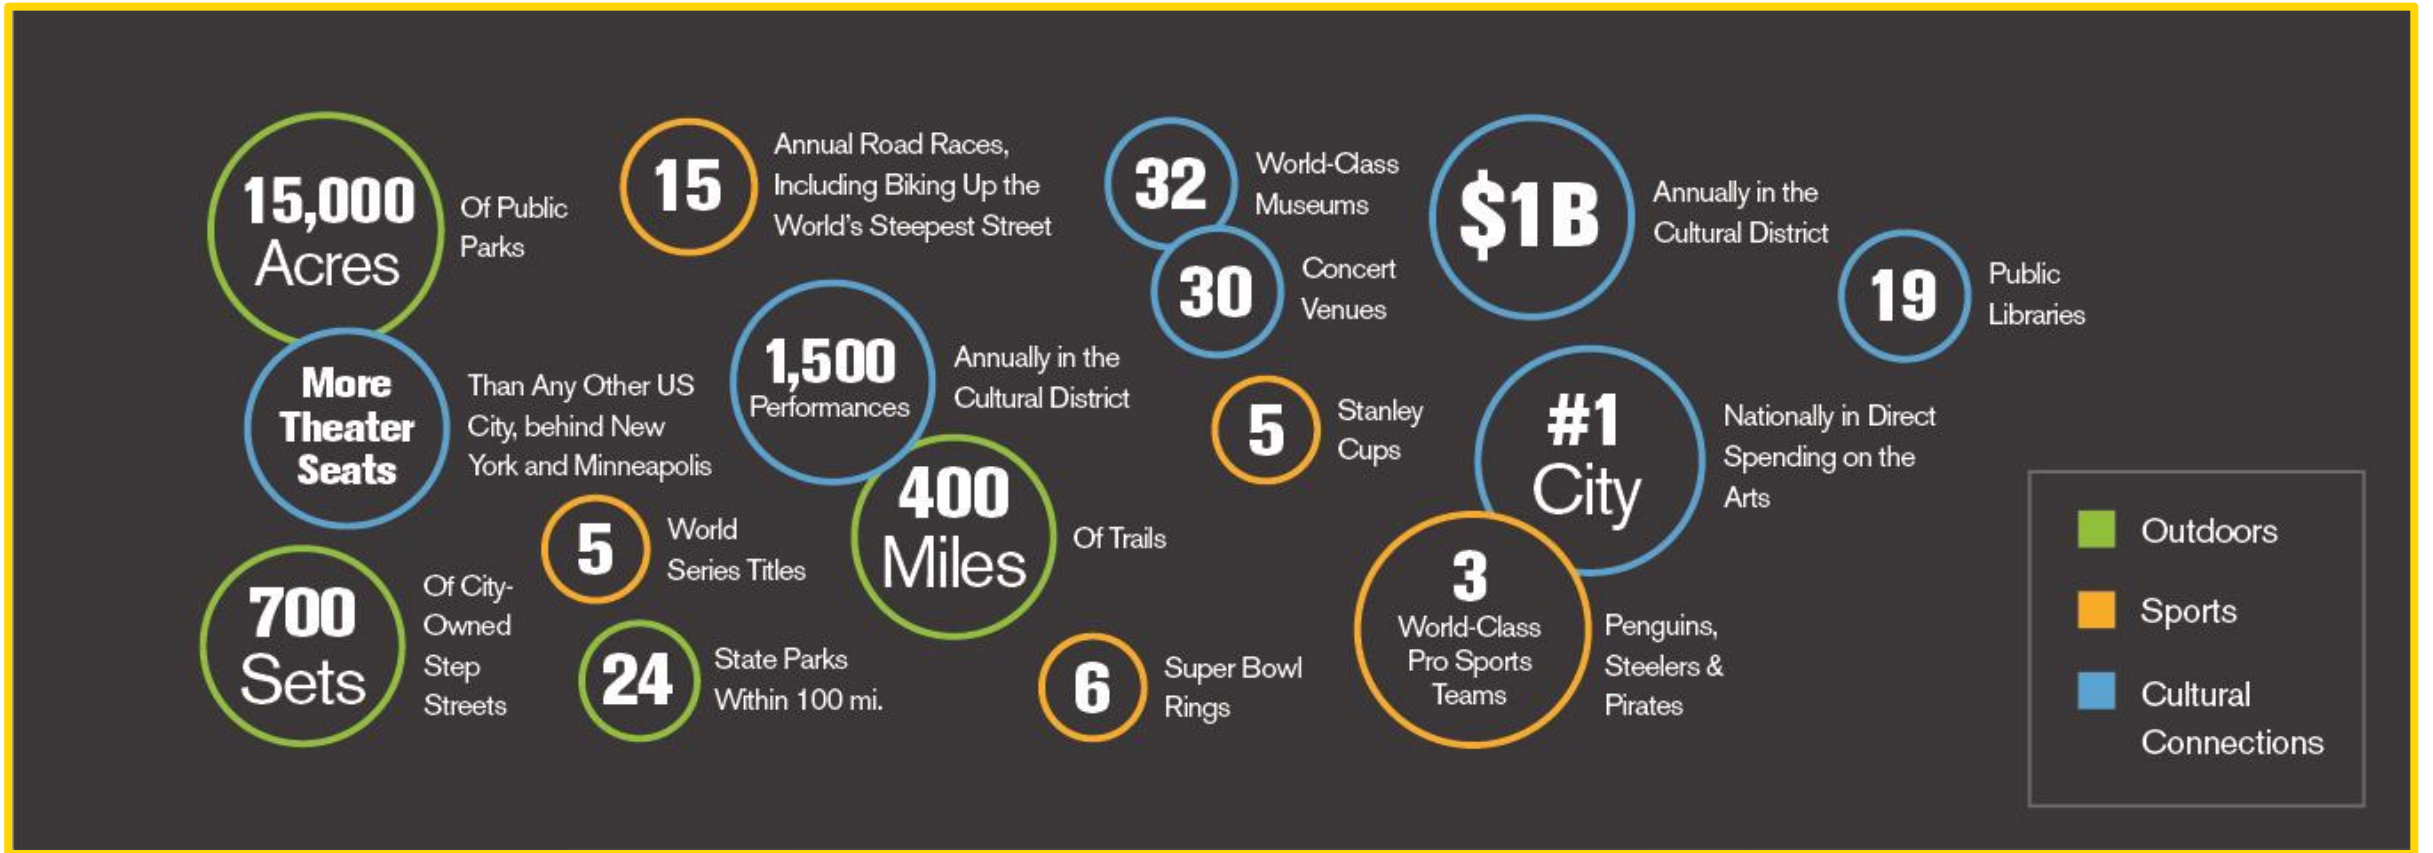 15,000
Acres
Of Public
Parks
15
Annual Road Races,
Including Biking Up the
World's Steepest Street
32
World-Class
Museums
30
Concert
Venues
$1B
Annually in the
Cultural District
19
Public
Libraries
More
Theater
Seats
Than Any Other US
City, behind New
York and Minneapolis
1,500
Performances
Annually in the
Cultural District
400
Miles
Of Trails
5
Stanley
Cups
#1
City
Nationally in Direct
Spending on the
Arts
5
World
Series Titles
700
Sets
Of City-
Owned
Step
Streets
24
State Parks
Within 100 mi.
6
Super Bowl
Rings
3
World-Class
Pro Sports
Teams
Penguins,
Steelers &
Pirates
Outdoors
Sports
Cultural
Connections